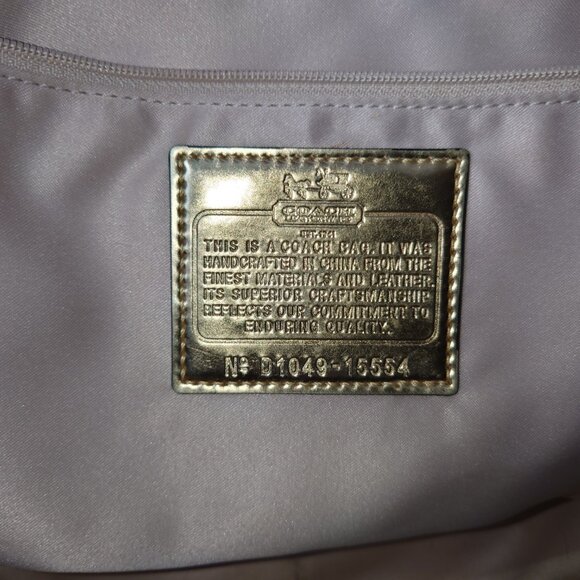 COACH
EST. 1941
THIS IS A COACH BAG. IT WAS
HANDCRAFTED IN CHINA FROM THE
FINEST MATERIALS AND LEATHER.
ITS SUPERIOR CRAFTSMANSHIP
REFLECTS OUR COMMITMENT TO
ENDURING QUALITY.
Nº D1049-15554